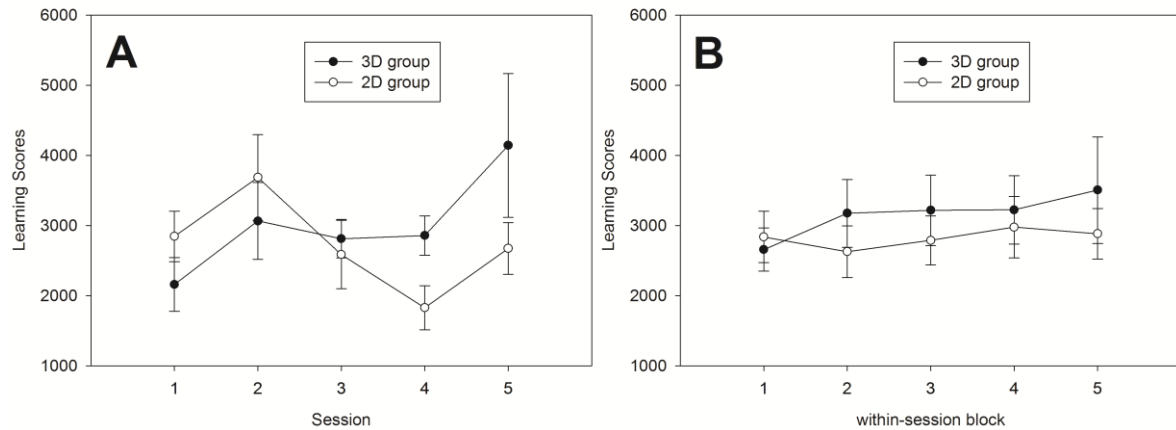 A
3D group
2D group
6000
5000
4000
3000
2000
1000
Learning Scores
1 2 3 4 5
Session
B
3D group
2D group
6000
5000
4000
3000
2000
1000
Learning Scores
1 2 3 4 5
within-session block